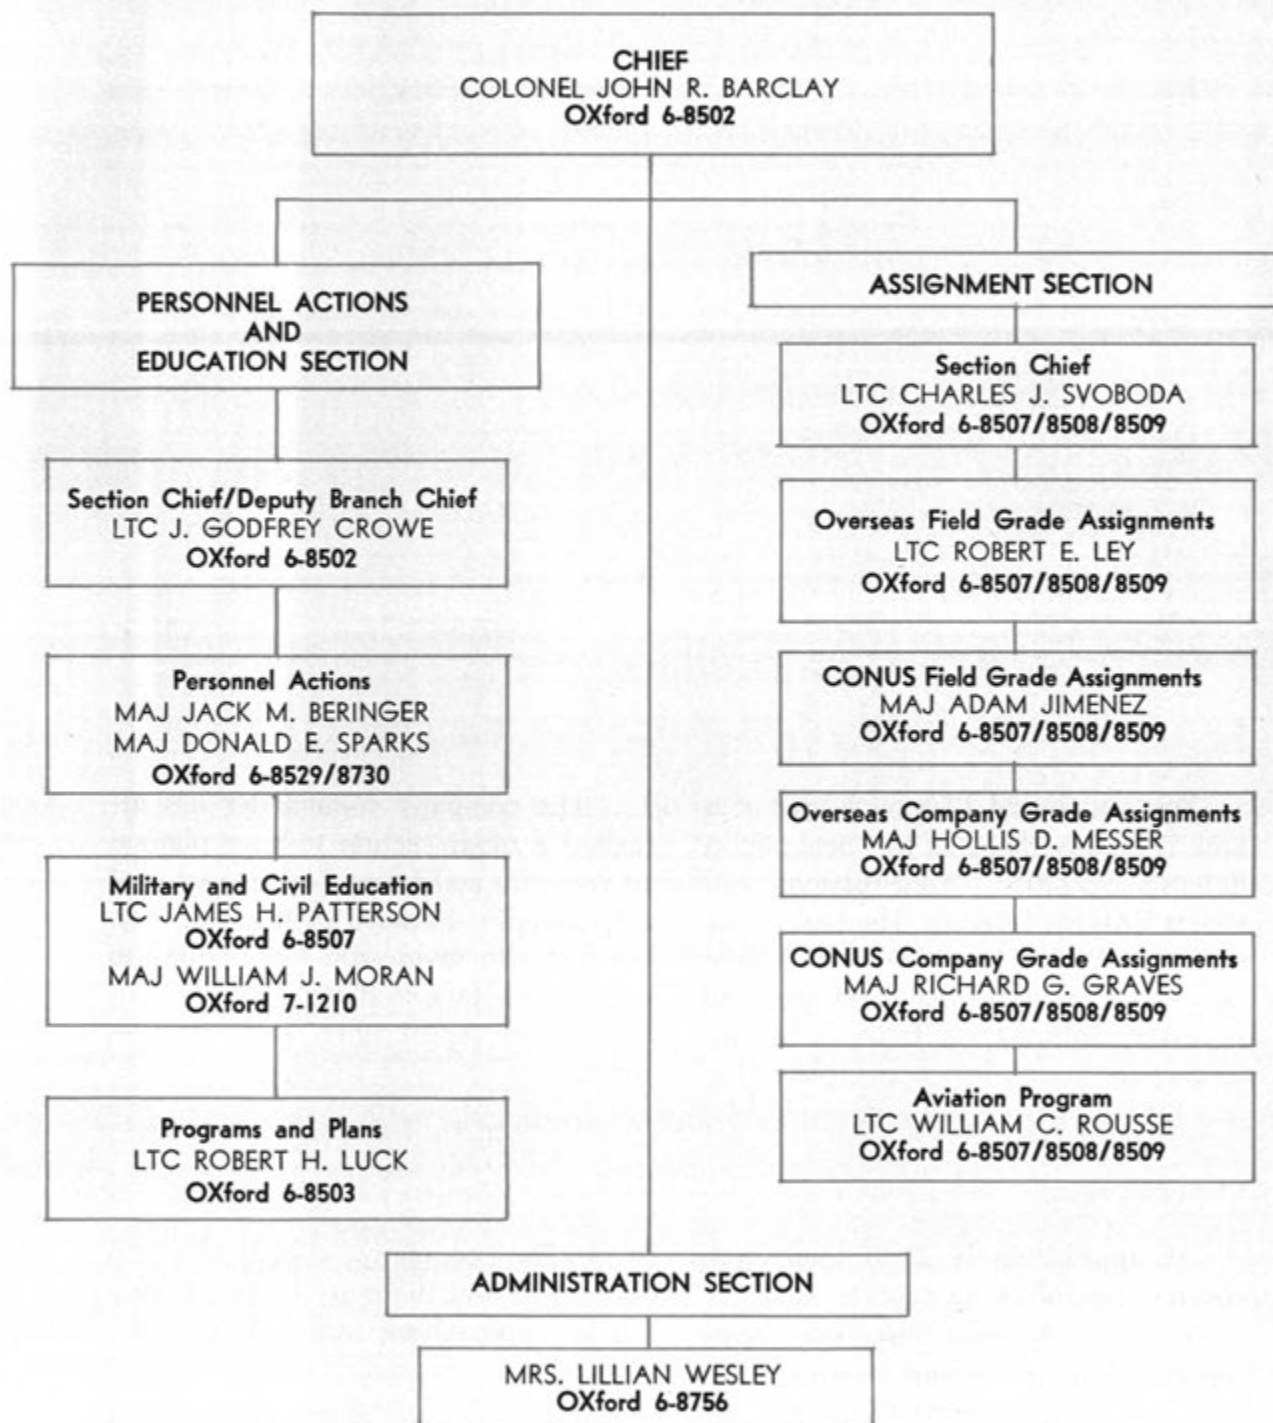 CHIEF
COLONEL JOHN R. BARCLAY
OXford 6-8502
PERSONNEL ACTIONS
AND
EDUCATION SECTION
Section Chief/Deputy Branch Chief
LTC J. GODFREY CROWE
OXford 6-8502
Personnel Actions
MAJ JACK M. BERINGER
MAJ DONALD E. SPARKS
OXford 6-8529/8730
Military and Civil Education
LTC JAMES H. PATTERSON
OXford 6-8507
MAJ WILLIAM J. MORAN
OXford 7-1210
Programs and Plans
LTC ROBERT H. LUCK
OXford 6-8503
ASSIGNMENT SECTION
Section Chief
LTC CHARLES J. SVOBODA
OXford 6-8507/8508/8509
Overseas Field Grade Assignments
LTC ROBERT E. LEY
OXford 6-8507/8508/8509
CONUS Field Grade Assignments
MAJ ADAM JIMENEZ
OXford 6-8507/8508/8509
Overseas Company Grade Assignments
MAJ HOLLIS D. MESSER
OXford 6-8507/8508/8509
CONUS Company Grade Assignments
MAJ RICHARD G. GRAVES
OXford 6-8507/8508/8509
Aviation Program
LTC WILLIAM C. ROUSSE
OXford 6-8507/8508/8509
ADMINISTRATION SECTION
MRS. LILLIAN WESLEY
OXford 6-8756